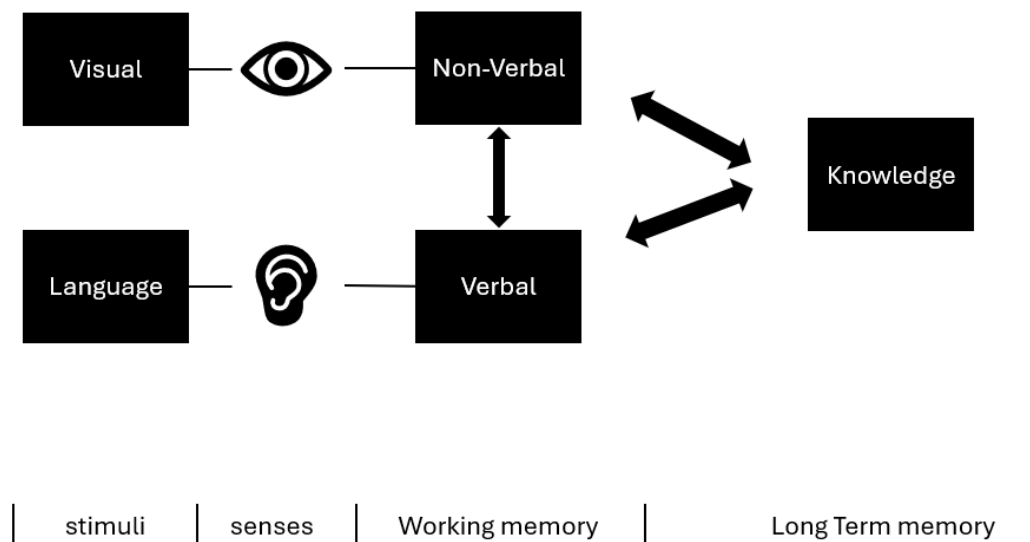 Visual
Non-Verbal
Knowledge
Language
Verbal
stimuli
senses
Working memory
Long Term memory